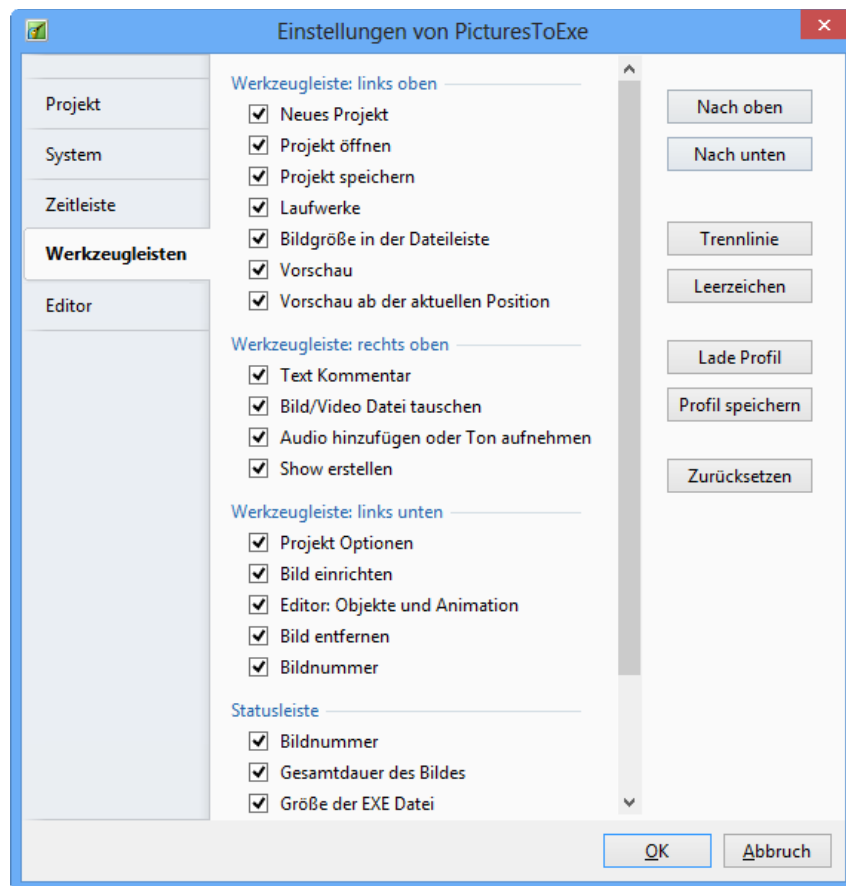 Einstellungen von PicturesToExe
Projekt
System
Zeitleiste
Werkzeugleisten
Editor
Werkzeugleiste: links oben
Neues Projekt
Projekt öffnen
Projekt speichern
Laufwerke
Bildgröße in der Dateileiste
Vorschau
Vorschau ab der aktuellen Position
Werkzeugleiste: rechts oben
Text Kommentar
Bild/Video Datei tauschen
Audio hinzufügen oder Ton aufnehmen
Show erstellen
Werkzeugleiste: links unten
Projekt Optionen
Bild einrichten
Editor: Objekte und Animation
Bild entfernen
Bildnummer
Statusleiste
Bildnummer
Gesamtdauer des Bildes
Größe der EXE Datei
Nach oben
Nach unten
Trennlinie
Leerzeichen
Lade Profil
Profil speichern
Zurücksetzen
OK
Abbruch